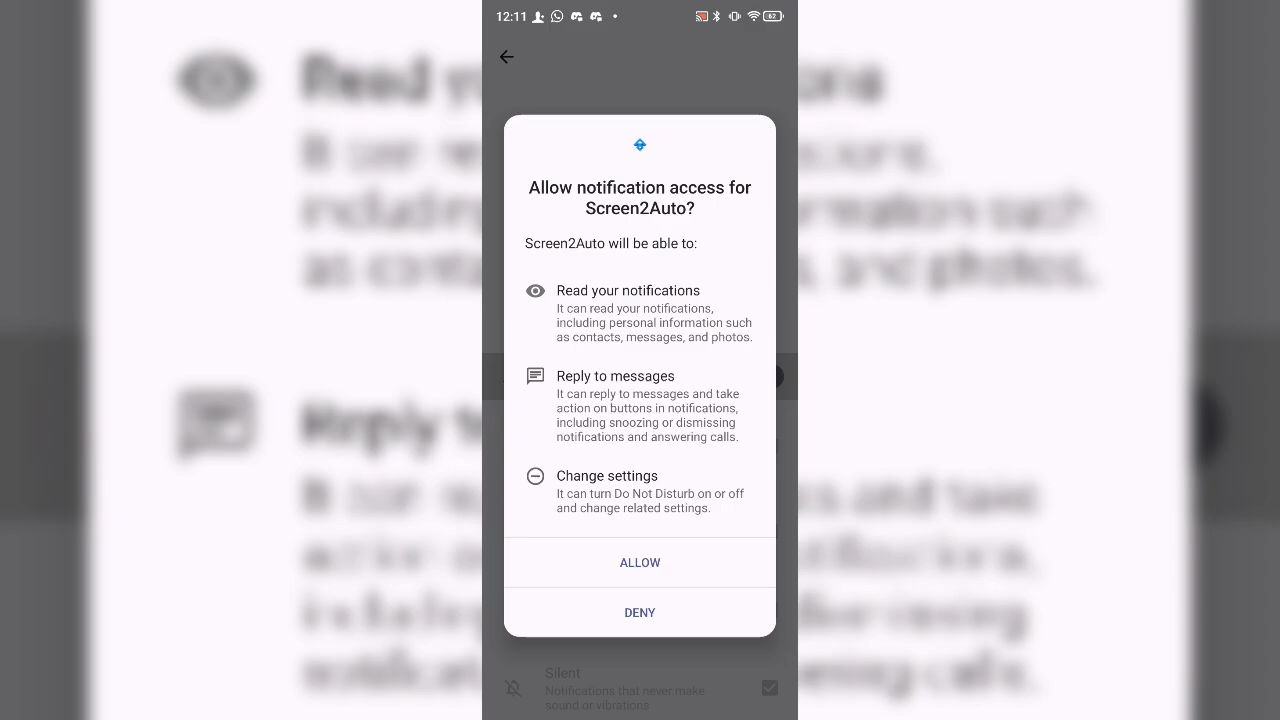 12:11
62
Allow notification access for
Screen2Auto?
Screen2Auto will be able to:
Read your notifications
It can read your notifications,
including personal information such
as contacts, messages, and photos.
Reply to messages
It can reply to messages and take
action on buttons in notifications,
including snoozing or dismissing
notifications and answering calls.
Change settings
It can turn Do Not Disturb on or off
and change related settings.
ALLOW
DENY
Silent
Notifications that never make
sound or vibrations